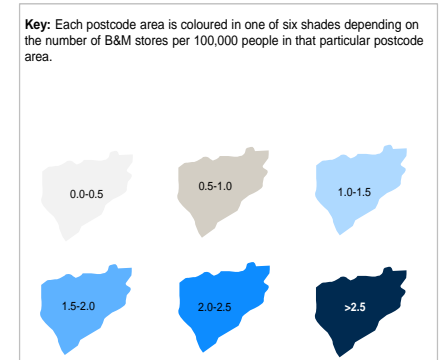 Key: Each postcode area is coloured in one of six shades depending on
the number of B&M stores per 100,000 people in that particular postcode
area.
0.0-0.5
0.5-1.0
1.0-1.5
1.5-2.0
2.0-2.5
>2.5